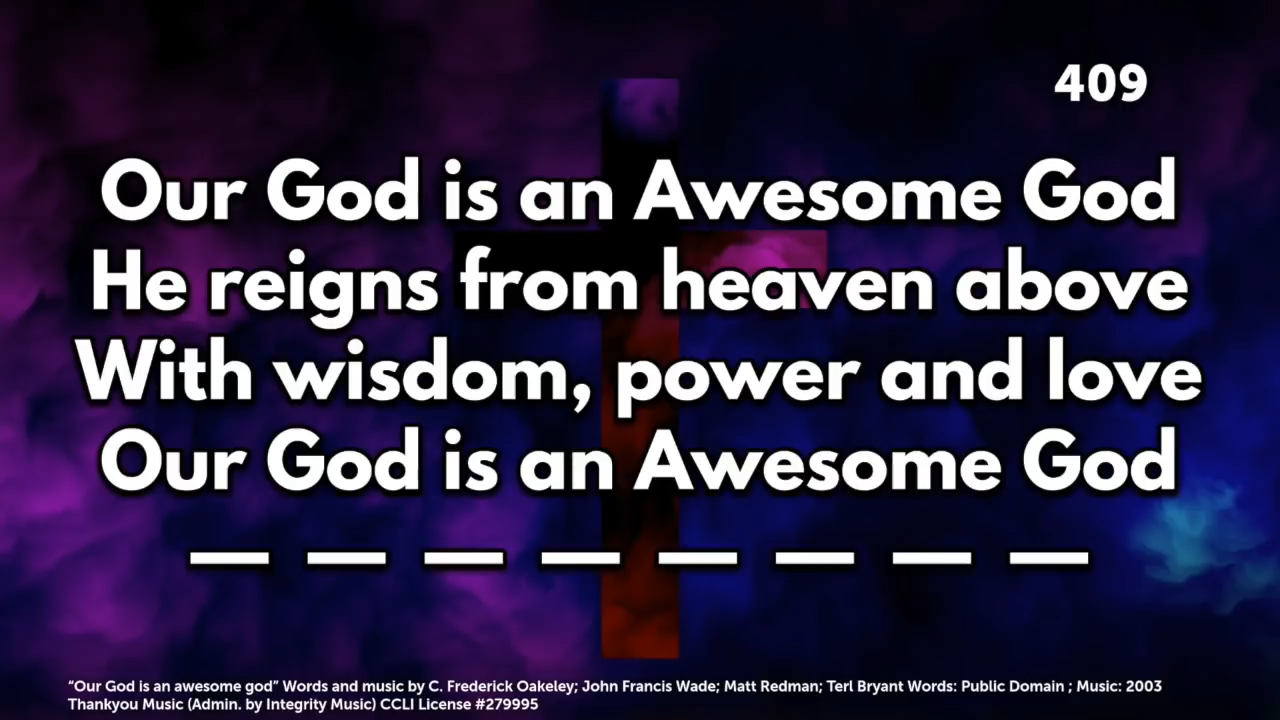 409
Our God is an Awesome God
He reigns from heaven above
With wisdom, power and love
Our God is an Awesome God
— — — — — — — —
“Our God is an awesome god” Words and music by C. Frederick Oakeley; John Francis Wade; Matt Redman; Terl Bryant Words: Public Domain ; Music: 2003
Thankyou Music (Admin. by Integrity Music) CCLI License #279995